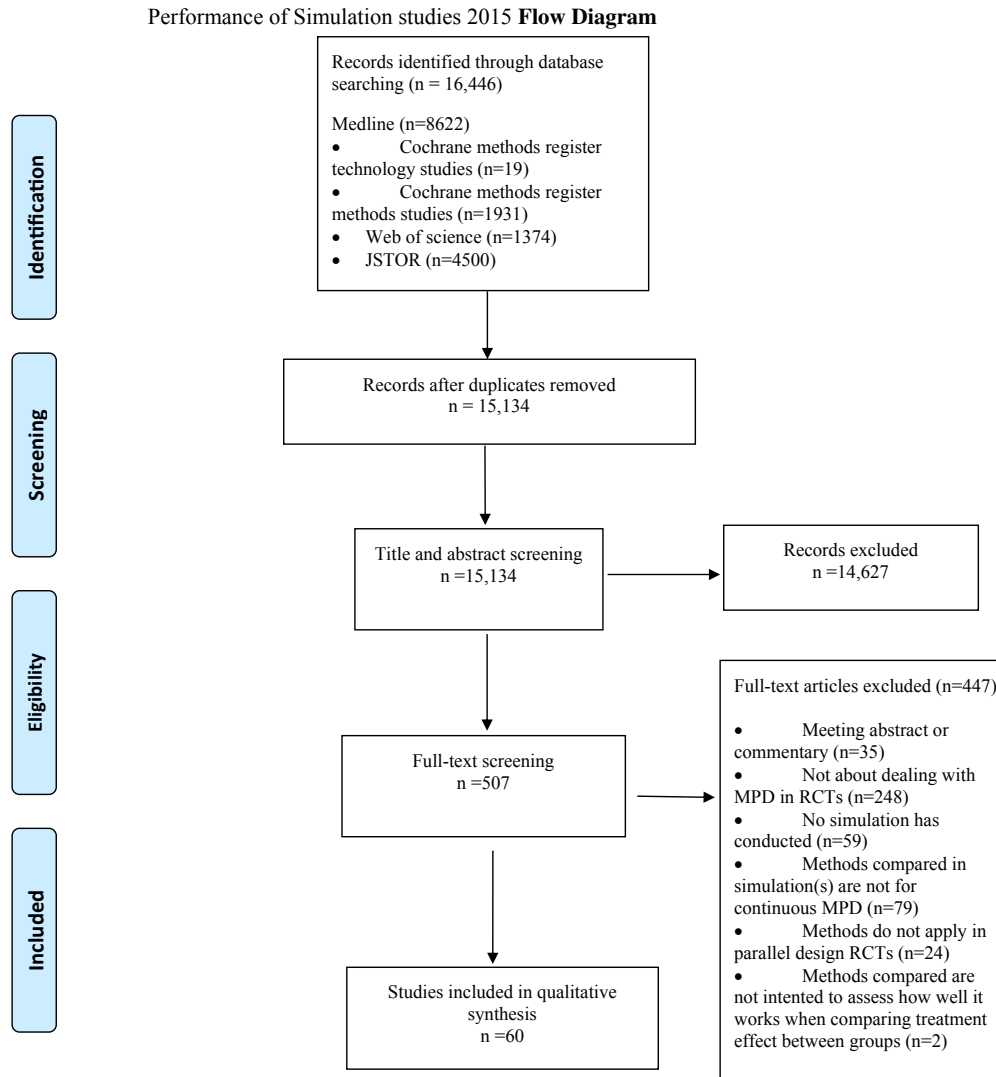 Performance of Simulation studies 2015 Flow Diagram
Identification
Records identified through database
searching (n = 16,446)
Medline (n=8622)
• Cochrane methods register
technology studies (n=19)
• Cochrane methods register
methods studies (n=1931)
• Web of science (n=1374)
• JSTOR (n=4500)
Screening
Records after duplicates removed
n = 15,134
Title and abstract screening
n =15,134
Records excluded
n =14,627
Eligibility
Full-text screening
n =507
Full-text articles excluded (n=447)
• Meeting abstract or
commentary (n=35)
• Not about dealing with
MPD in RCTs (n=248)
• No simulation has
conducted (n=59)
• Methods compared in
simulation(s) are not for
continuous MPD (n=79)
• Methods do not apply in
parallel design RCTs (n=24)
• Methods compared are
not intented to assess how well it
works when comparing treatment
effect between groups (n=2)
Included
Studies included in qualitative
synthesis
n =60